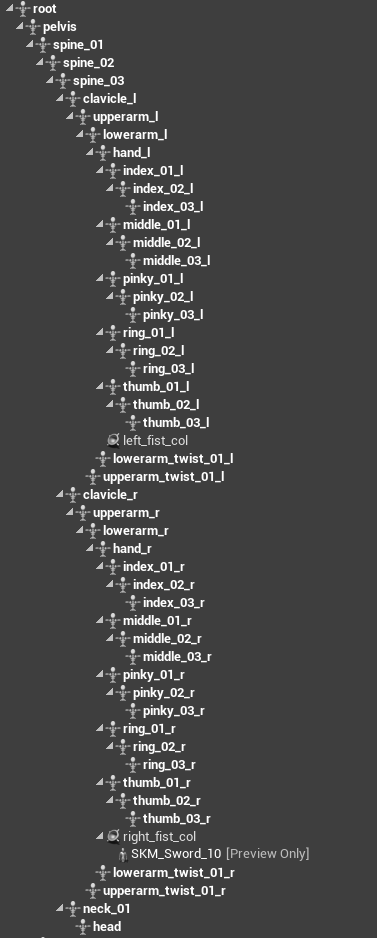 root
pelvis
spine_01
spine_02
spine_03
clavicle_l
upperarm_l
lowerarm_l
hand_l
index_01_l
index_02_l
index_03_l
middle_01_l
middle_02_l
middle_03_l
pinky_01_l
pinky_02_l
pinky_03_l
ring_01_l
ring_02_l
ring_03_l
thumb_01_l
thumb_02_l
thumb_03_l
left_fist_col
lowerarm_twist_01_l
upperarm_twist_01_l
clavicle_r
upperarm_r
lowerarm_r
hand_r
index_01_r
index_02_r
index_03_r
middle_01_r
middle_02_r
middle_03_r
pinky_01_r
pinky_02_r
pinky_03_r
ring_01_r
ring_02_r
ring_03_r
thumb_01_r
thumb_02_r
thumb_03_r
right_fist_col
SKM_Sword_10 [Preview Only]
lowerarm_twist_01_r
upperarm_twist_01_r
neck_01
head